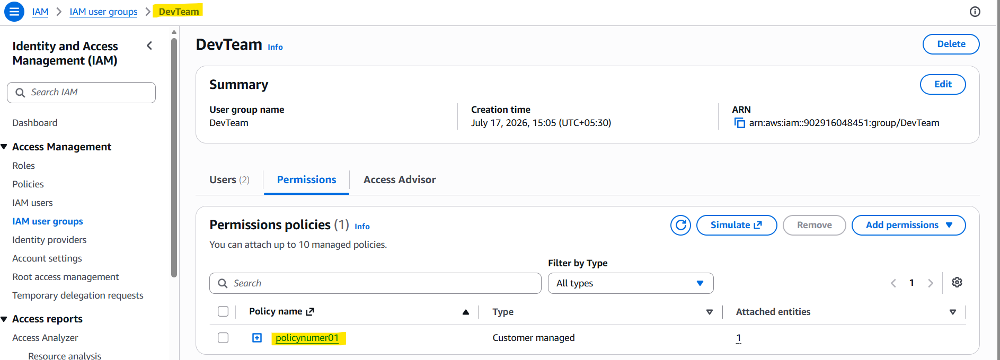 IAM > IAM user groups > DevTeam
Identity and Access
Management (IAM)
Search IAM
Dashboard
Access Management
Roles
Policies
IAM users
IAM user groups
Identity providers
Account settings
Root access management
Temporary delegation requests
Access reports
Access Analyzer
Resource analysis
DevTeam Info
Delete
Summary
Edit
User group name
DevTeam
Creation time
July 17, 2026, 15:05 (UTC+05:30)
ARN
arn:aws:iam::902916048451:group/DevTeam
Users (2) Permissions Access Advisor
Permissions policies (1) Info
Simulate Remove Add permissions
You can attach up to 10 managed policies.
Filter by Type
Search All types 1
Policy name Type Attached entities
policynumer01 Customer managed 1